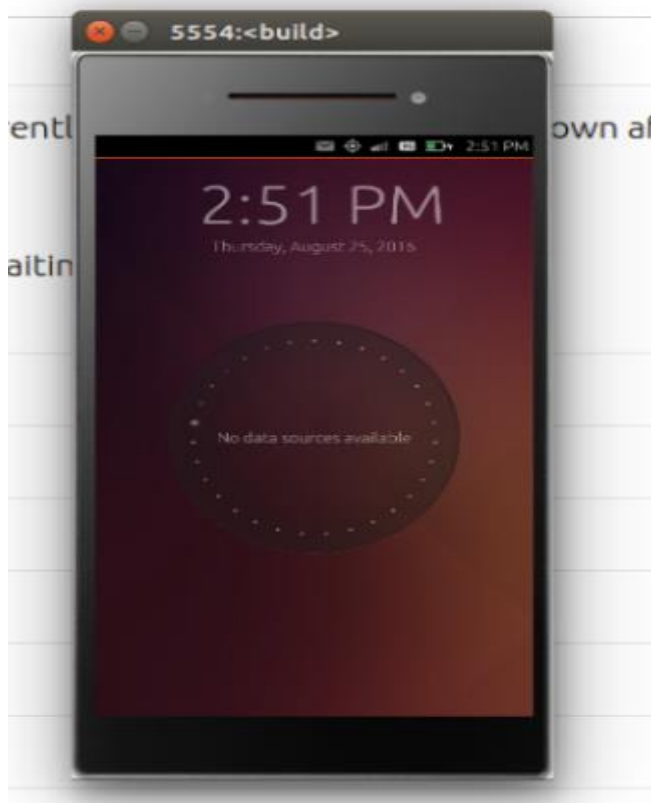 5554:<build>
entl
own af
2:51 PM
2:51 PM
Thursday, August 25, 2016
aitin
No data sources available